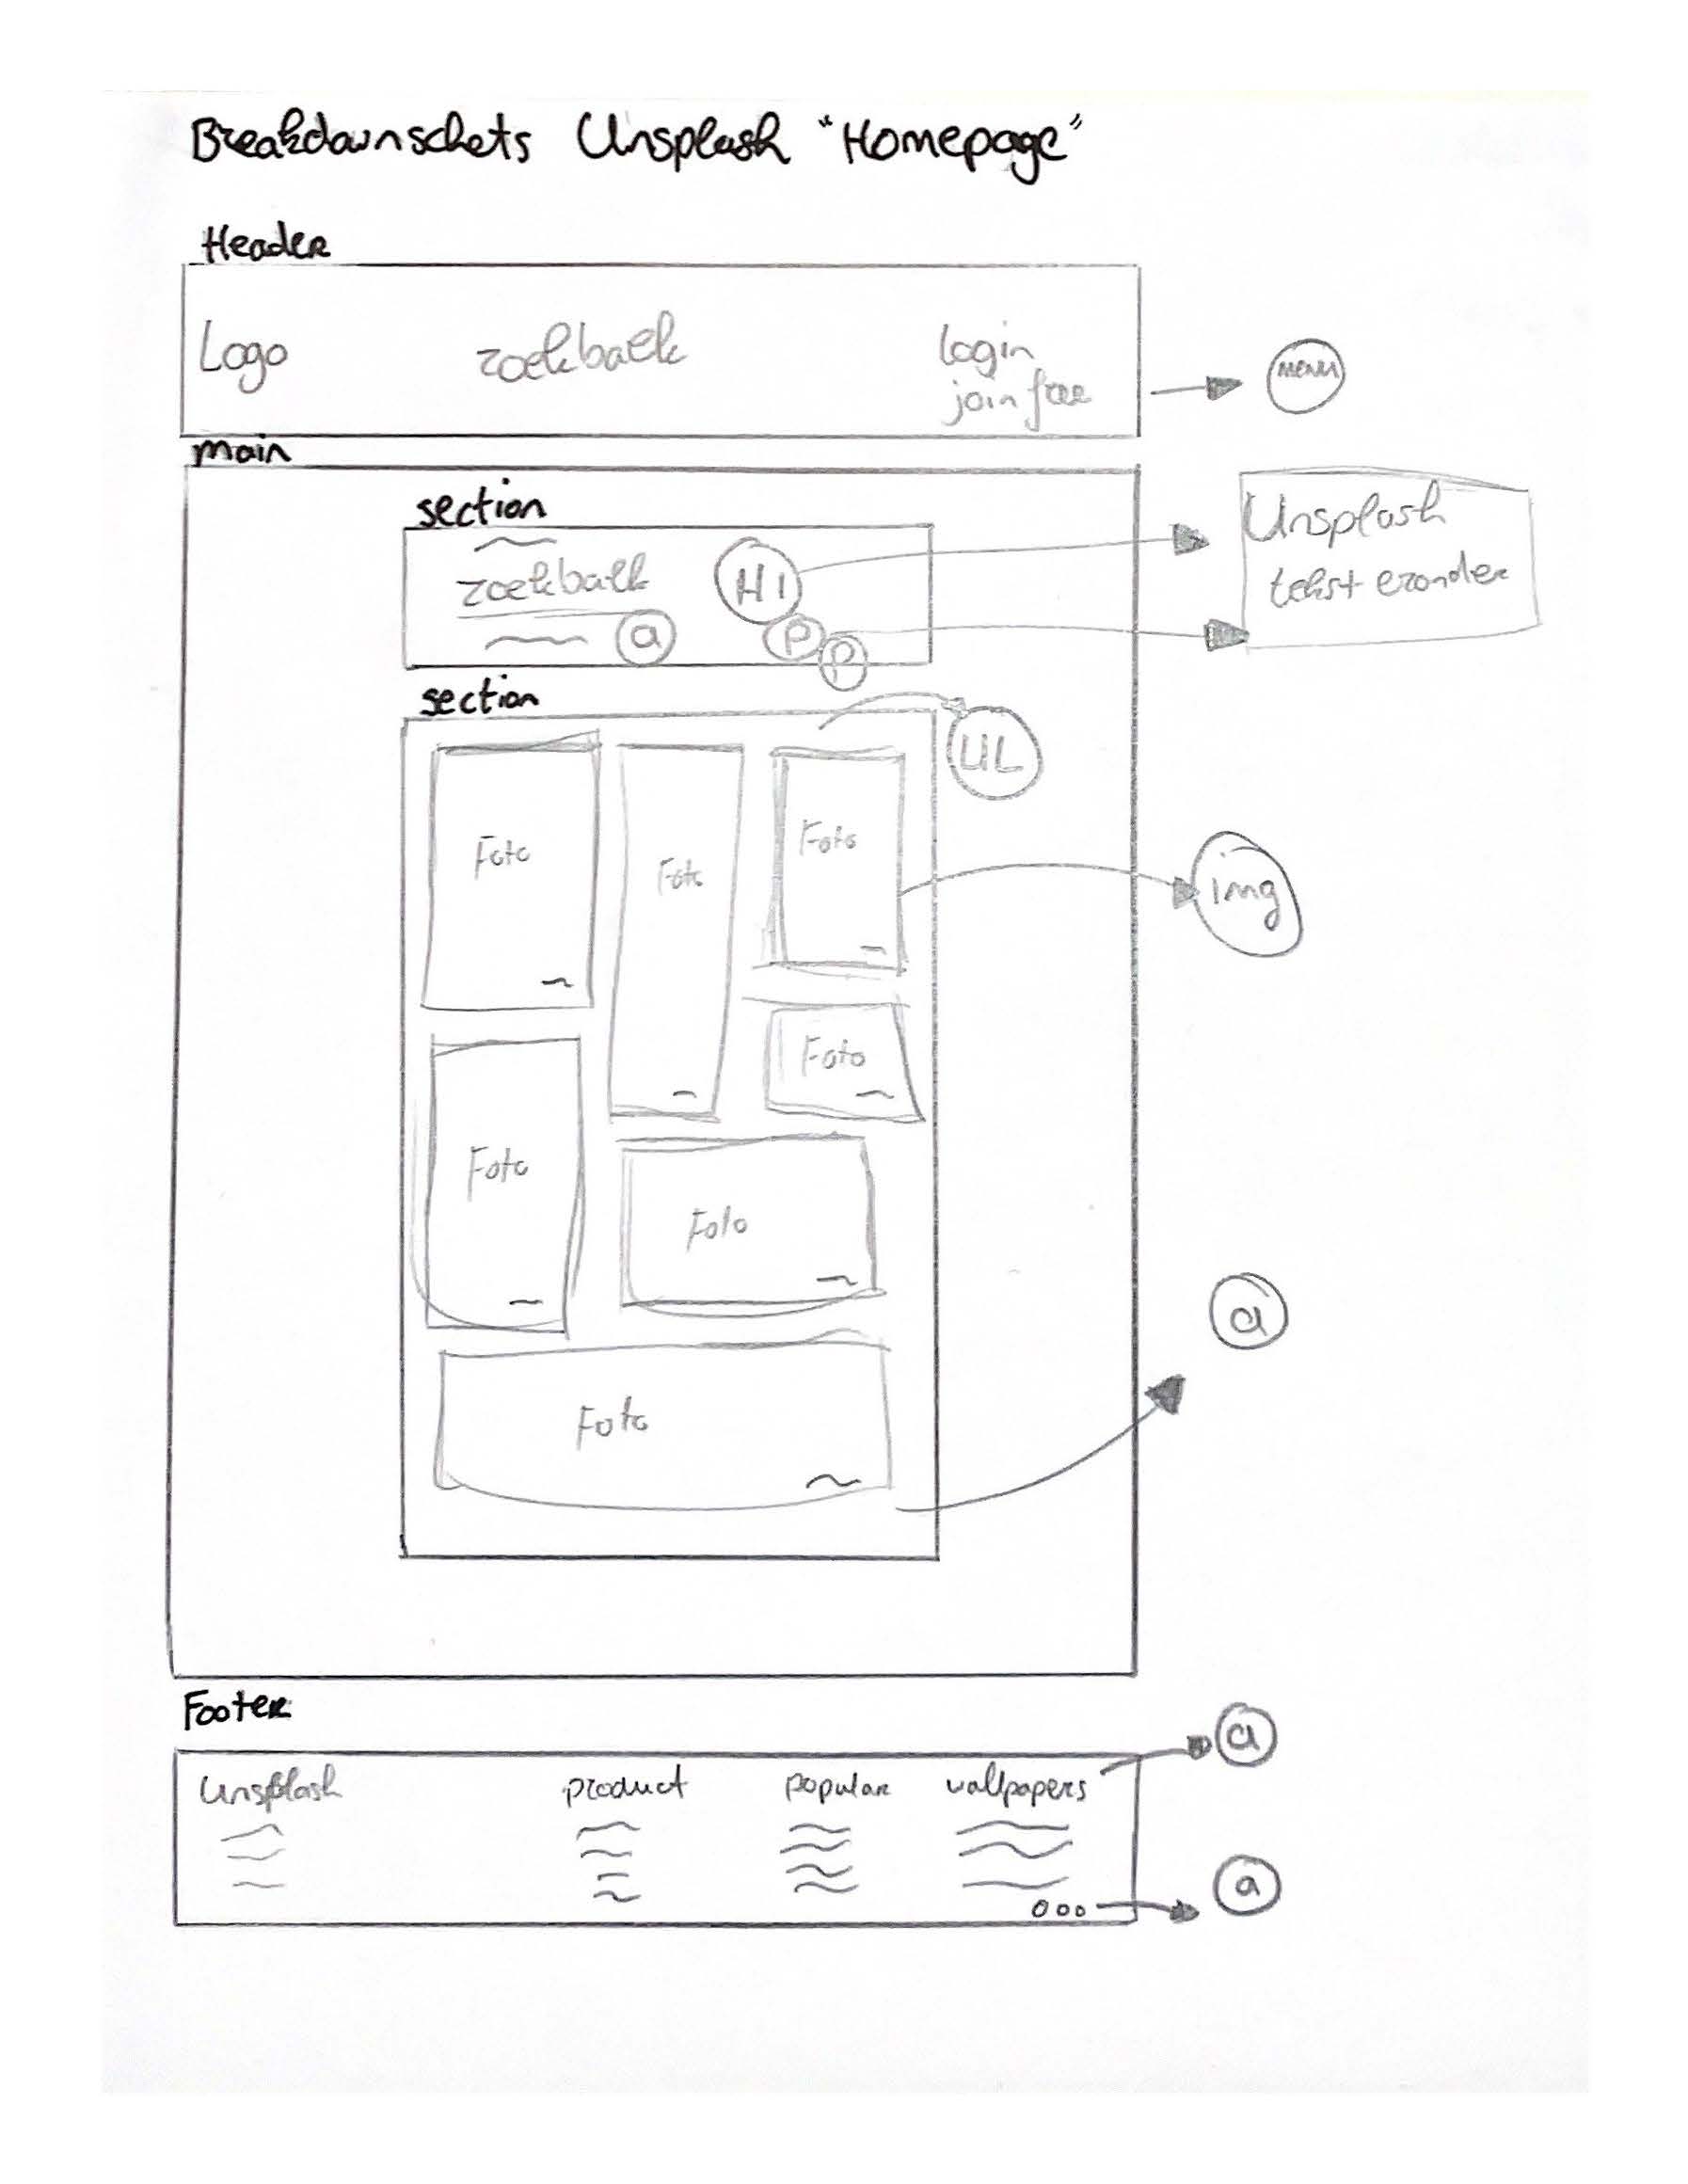 Breakdownschets Unsplash "Homepage"
Header
Logo
zoekbalk
login
join free
menu
main
section
zoekbalk
H1
a
P
P
Unsplash
tekst eronder
section
UL
Foto
Foto
Foto
img
Foto
Foto
Foto
a
Foto
Footer
a
Unsplash
product
popular
wallpapers
a